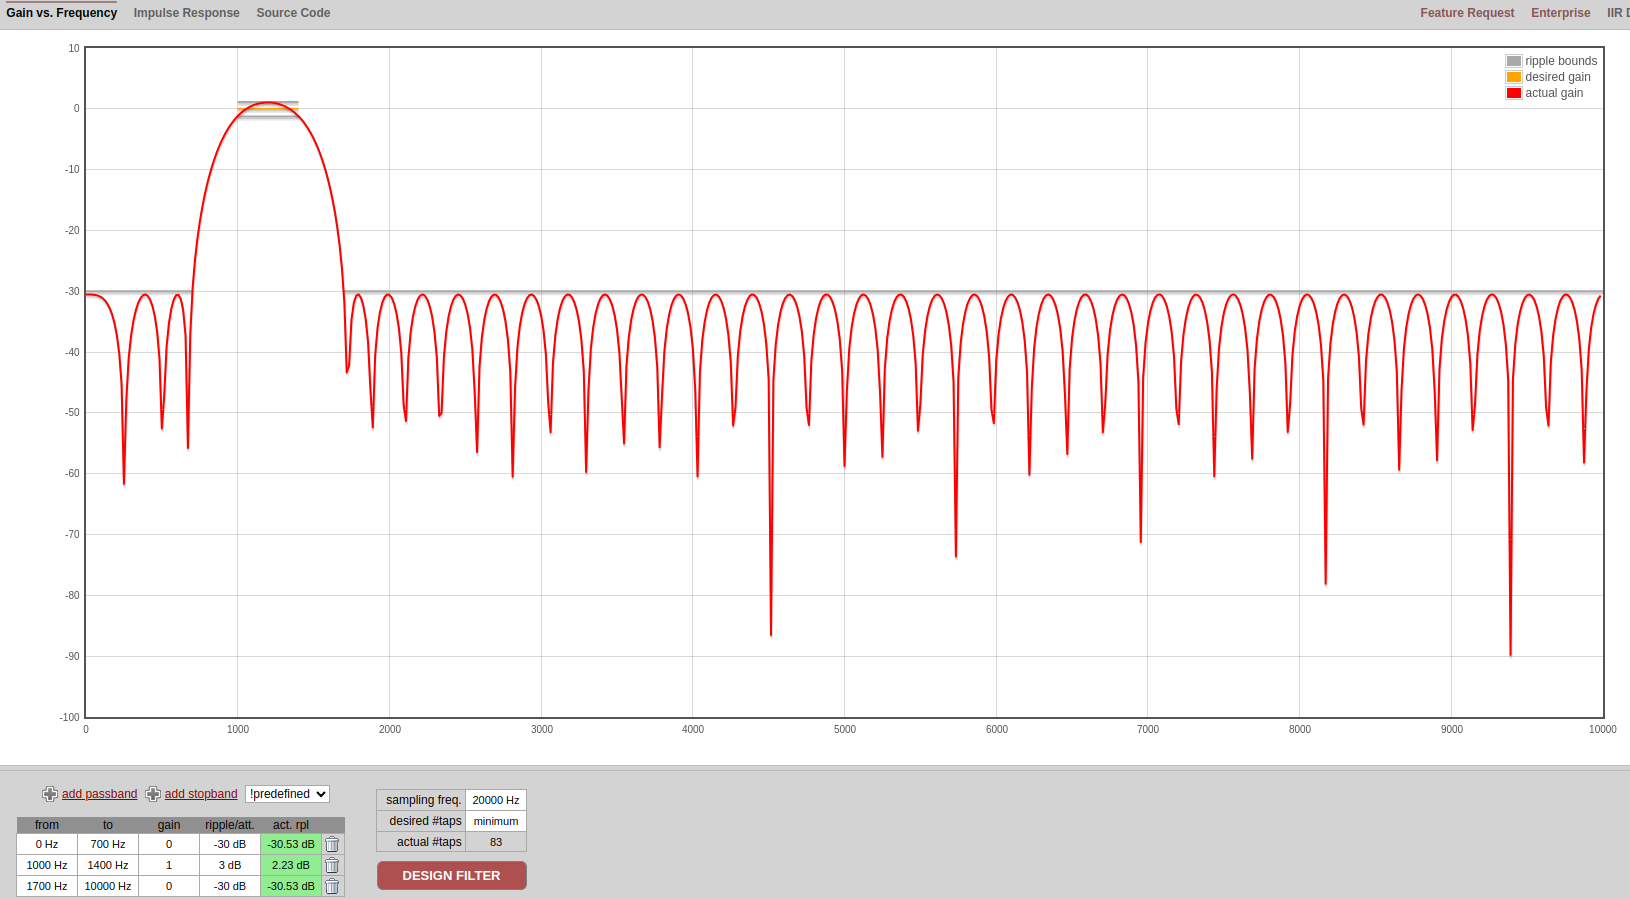 Gain vs. Frequency Impulse Response Source Code Feature Request Enterprise IIR D
ripple bounds
desired gain
actual gain
10
0
-10
-20
-30
-40
-50
-60
-70
-80
-90
-100
0 1000 2000 3000 4000 5000 6000 7000 8000 9000 10000
add passband add stopband !predefined
from to gain ripple/att. act. rpl
0 Hz 700 Hz 0 -30 dB -30.53 dB
1000 Hz 1400 Hz 1 3 dB 2.23 dB
1700 Hz 10000 Hz 0 -30 dB -30.53 dB
sampling freq. 20000 Hz
desired #taps minimum
actual #taps 83
DESIGN FILTER